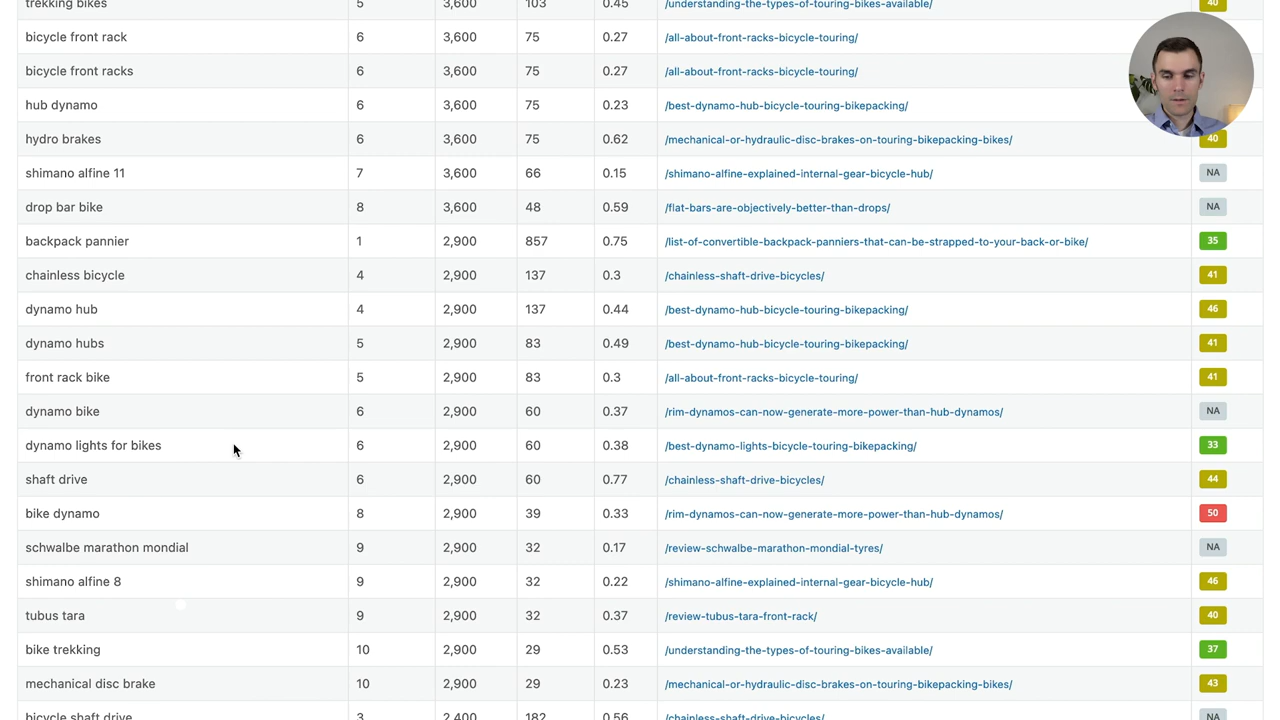 trekking bikes 5 3,600 103 0.45 /understanding-the-types-of-touring-bikes-available/ 40
bicycle front rack 6 3,600 75 0.27 /all-about-front-racks-bicycle-touring/
bicycle front racks 6 3,600 75 0.27 /all-about-front-racks-bicycle-touring/
hub dynamo 6 3,600 75 0.23 /best-dynamo-hub-bicycle-touring-bikepacking/
hydro brakes 6 3,600 75 0.62 /mechanical-or-hydraulic-disc-brakes-on-touring-bikepacking-bikes/ 40
shimano alfine 11 7 3,600 66 0.15 /shimano-alfine-explained-internal-gear-bicycle-hub/ NA
drop bar bike 8 3,600 48 0.59 /flat-bars-are-objectively-better-than-drops/ NA
backpack pannier 1 2,900 857 0.75 /list-of-convertible-backpack-panniers-that-can-be-strapped-to-your-back-or-bike/ 35
chainless bicycle 4 2,900 137 0.3 /chainless-shaft-drive-bicycles/ 41
dynamo hub 4 2,900 137 0.44 /best-dynamo-hub-bicycle-touring-bikepacking/ 46
dynamo hubs 5 2,900 83 0.49 /best-dynamo-hub-bicycle-touring-bikepacking/ 41
front rack bike 5 2,900 83 0.3 /all-about-front-racks-bicycle-touring/ 41
dynamo bike 6 2,900 60 0.37 /rim-dynamos-can-now-generate-more-power-than-hub-dynamos/ NA
dynamo lights for bikes 6 2,900 60 0.38 /best-dynamo-lights-bicycle-touring-bikepacking/ 33
shaft drive 6 2,900 60 0.77 /chainless-shaft-drive-bicycles/ 44
bike dynamo 8 2,900 39 0.33 /rim-dynamos-can-now-generate-more-power-than-hub-dynamos/ 50
schwalbe marathon mondial 9 2,900 32 0.17 /review-schwalbe-marathon-mondial-tyres/ NA
shimano alfine 8 9 2,900 32 0.22 /shimano-alfine-explained-internal-gear-bicycle-hub/ 46
tubus tara 9 2,900 32 0.37 /review-tubus-tara-front-rack/ 40
bike trekking 10 2,900 29 0.53 /understanding-the-types-of-touring-bikes-available/ 37
mechanical disc brake 10 2,900 29 0.23 /mechanical-or-hydraulic-disc-brakes-on-touring-bikepacking-bikes/ 43
bicycle shaft drive 3 2,400 182 0.56 /chainless-shaft-drive-bicycles/ NA